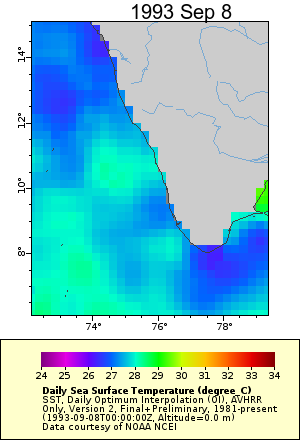 1993 Sep 8
14°
12°
10°
8°
74°
76°
78°
24 25 26 27 28 29 30 31 32 33 34
Daily Sea Surface Temperature (degree_C)
SST, Daily Optimum Interpolation (OI), AVHRR
Only, Version 2, Final+Preliminary, 1981-present
(1993-09-08T00:00:00Z, Altitude=0.0 m)
Data courtesy of NOAA NCEI